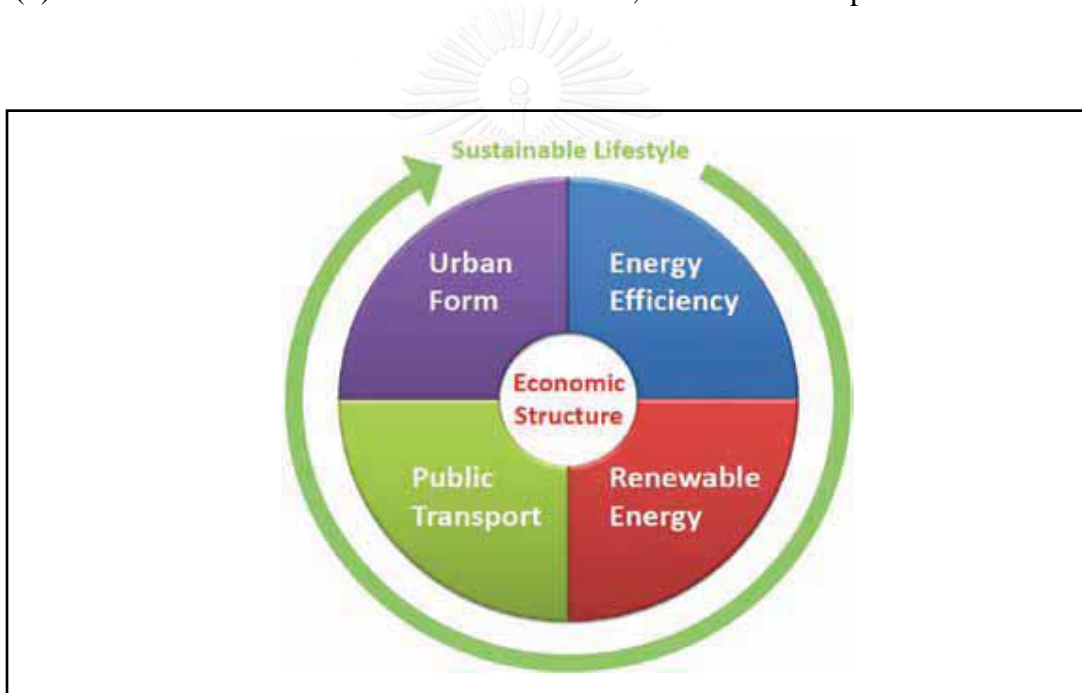 Sustainable Lifestyle
Urban
Form
Energy
Efficiency
Economic
Structure
Public
Transport
Renewable
Energy